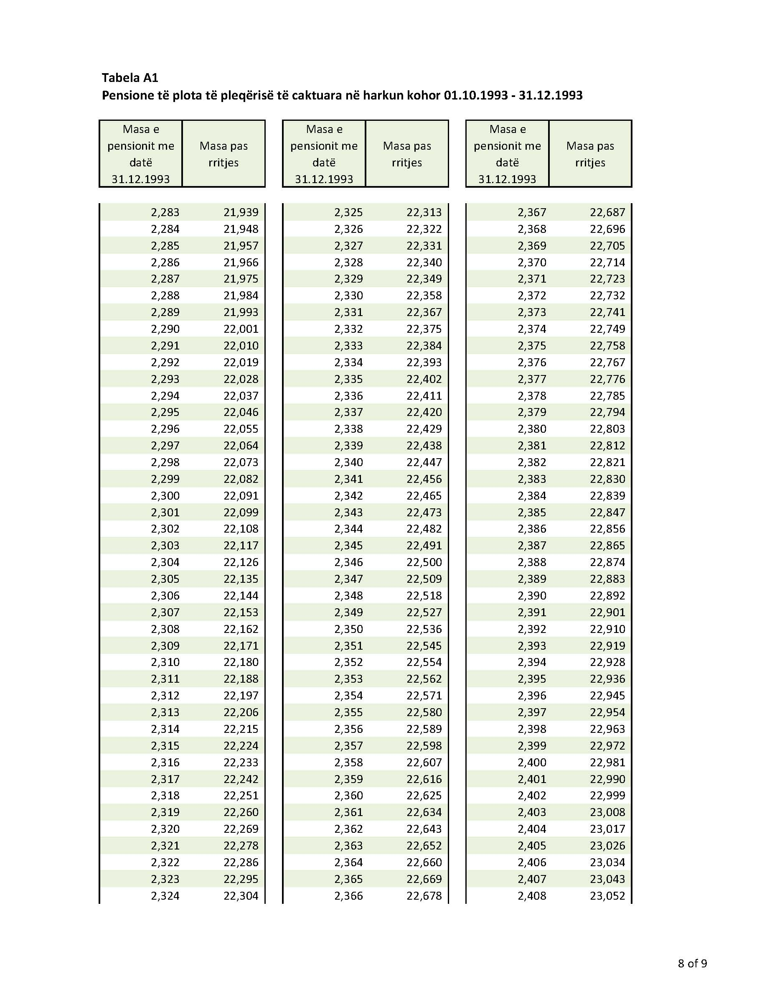 Tabela A1
Pensione të plota të pleqërisë të caktuara në harkun kohor 01.10.1993 - 31.12.1993
Masa e pensionit me datë 31.12.1993 Masa pas rritjes Masa e pensionit me datë 31.12.1993 Masa pas rritjes Masa e pensionit me datë 31.12.1993 Masa pas rritjes
2,283 21,939 2,325 22,313 2,367 22,687
2,284 21,948 2,326 22,322 2,368 22,696
2,285 21,957 2,327 22,331 2,369 22,705
2,286 21,966 2,328 22,340 2,370 22,714
2,287 21,975 2,329 22,349 2,371 22,723
2,288 21,984 2,330 22,358 2,372 22,732
2,289 21,993 2,331 22,367 2,373 22,741
2,290 22,001 2,332 22,375 2,374 22,749
2,291 22,010 2,333 22,384 2,375 22,758
2,292 22,019 2,334 22,393 2,376 22,767
2,293 22,028 2,335 22,402 2,377 22,776
2,294 22,037 2,336 22,411 2,378 22,785
2,295 22,046 2,337 22,420 2,379 22,794
2,296 22,055 2,338 22,429 2,380 22,803
2,297 22,064 2,339 22,438 2,381 22,812
2,298 22,073 2,340 22,447 2,382 22,821
2,299 22,082 2,341 22,456 2,383 22,830
2,300 22,091 2,342 22,465 2,384 22,839
2,301 22,099 2,343 22,473 2,385 22,847
2,302 22,108 2,344 22,482 2,386 22,856
2,303 22,117 2,345 22,491 2,387 22,865
2,304 22,126 2,346 22,500 2,388 22,874
2,305 22,135 2,347 22,509 2,389 22,883
2,306 22,144 2,348 22,518 2,390 22,892
2,307 22,153 2,349 22,527 2,391 22,901
2,308 22,162 2,350 22,536 2,392 22,910
2,309 22,171 2,351 22,545 2,393 22,919
2,310 22,180 2,352 22,554 2,394 22,928
2,311 22,188 2,353 22,562 2,395 22,936
2,312 22,197 2,354 22,571 2,396 22,945
2,313 22,206 2,355 22,580 2,397 22,954
2,314 22,215 2,356 22,589 2,398 22,963
2,315 22,224 2,357 22,598 2,399 22,972
2,316 22,233 2,358 22,607 2,400 22,981
2,317 22,242 2,359 22,616 2,401 22,990
2,318 22,251 2,360 22,625 2,402 22,999
2,319 22,260 2,361 22,634 2,403 23,008
2,320 22,269 2,362 22,643 2,404 23,017
2,321 22,278 2,363 22,652 2,405 23,026
2,322 22,286 2,364 22,660 2,406 23,034
2,323 22,295 2,365 22,669 2,407 23,043
2,324 22,304 2,366 22,678 2,408 23,052
8 of 9